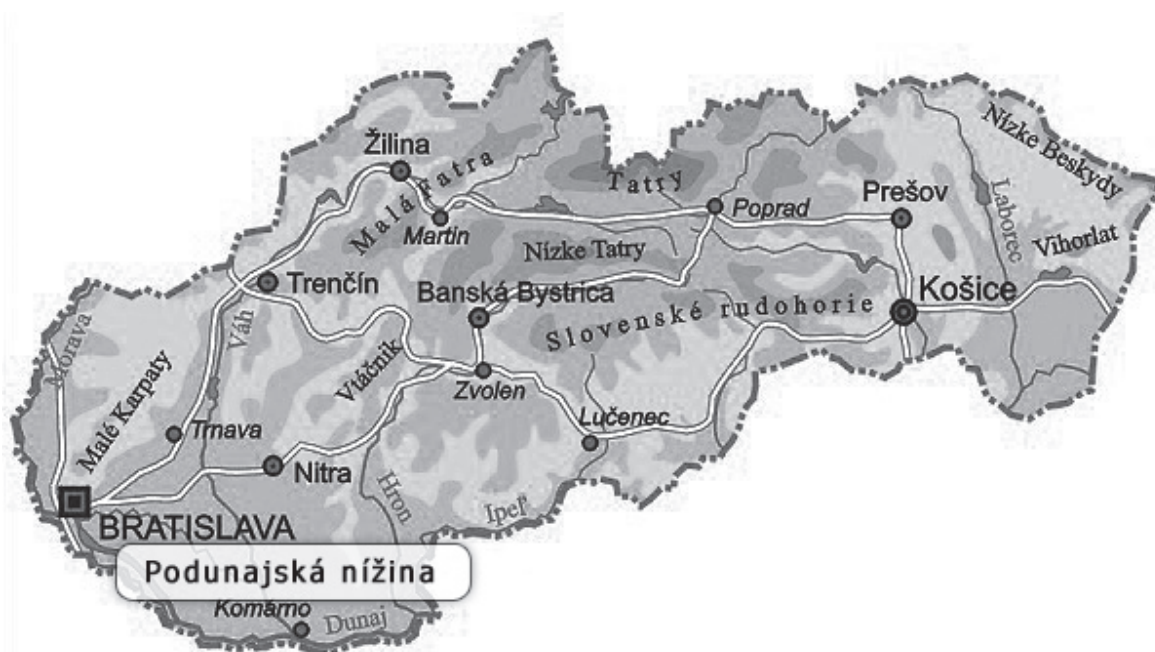 Žilina
Malá Fatra
Martin
Tatry
Poprad
Prešov
Nízke Beskydy
Laborec
Vihorlat
Nízke Tatry
Trenčín
Banská Bystrica
Košice
Slovenské rudohorie
Morava
Váh
Malé Karpaty
Vtáčnik
Zvolen
Trnava
Lučenec
Nitra
Hron
Ipeľ
BRATISLAVA
Podunajská nížina
Komárno
Dunaj